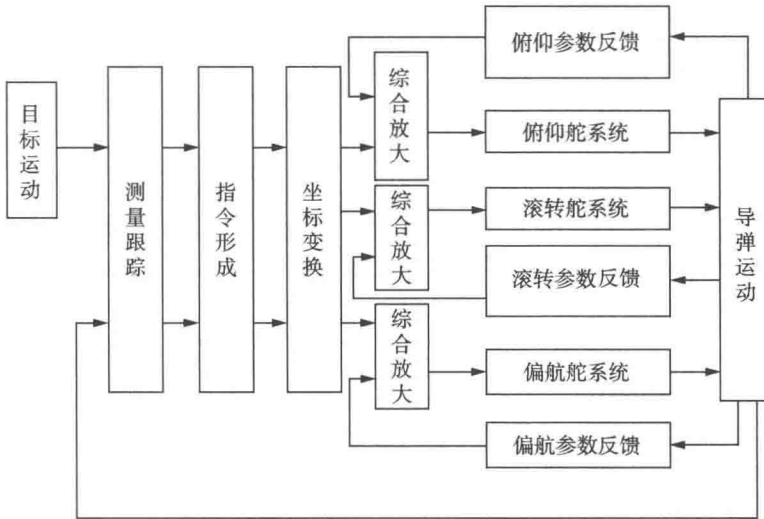 目标运动
测量跟踪
指令形成
坐标变换
综合放大
俯仰参数反馈
俯仰舵系统
综合放大
滚转舵系统
滚转参数反馈
综合放大
偏航舵系统
偏航参数反馈
导弹运动